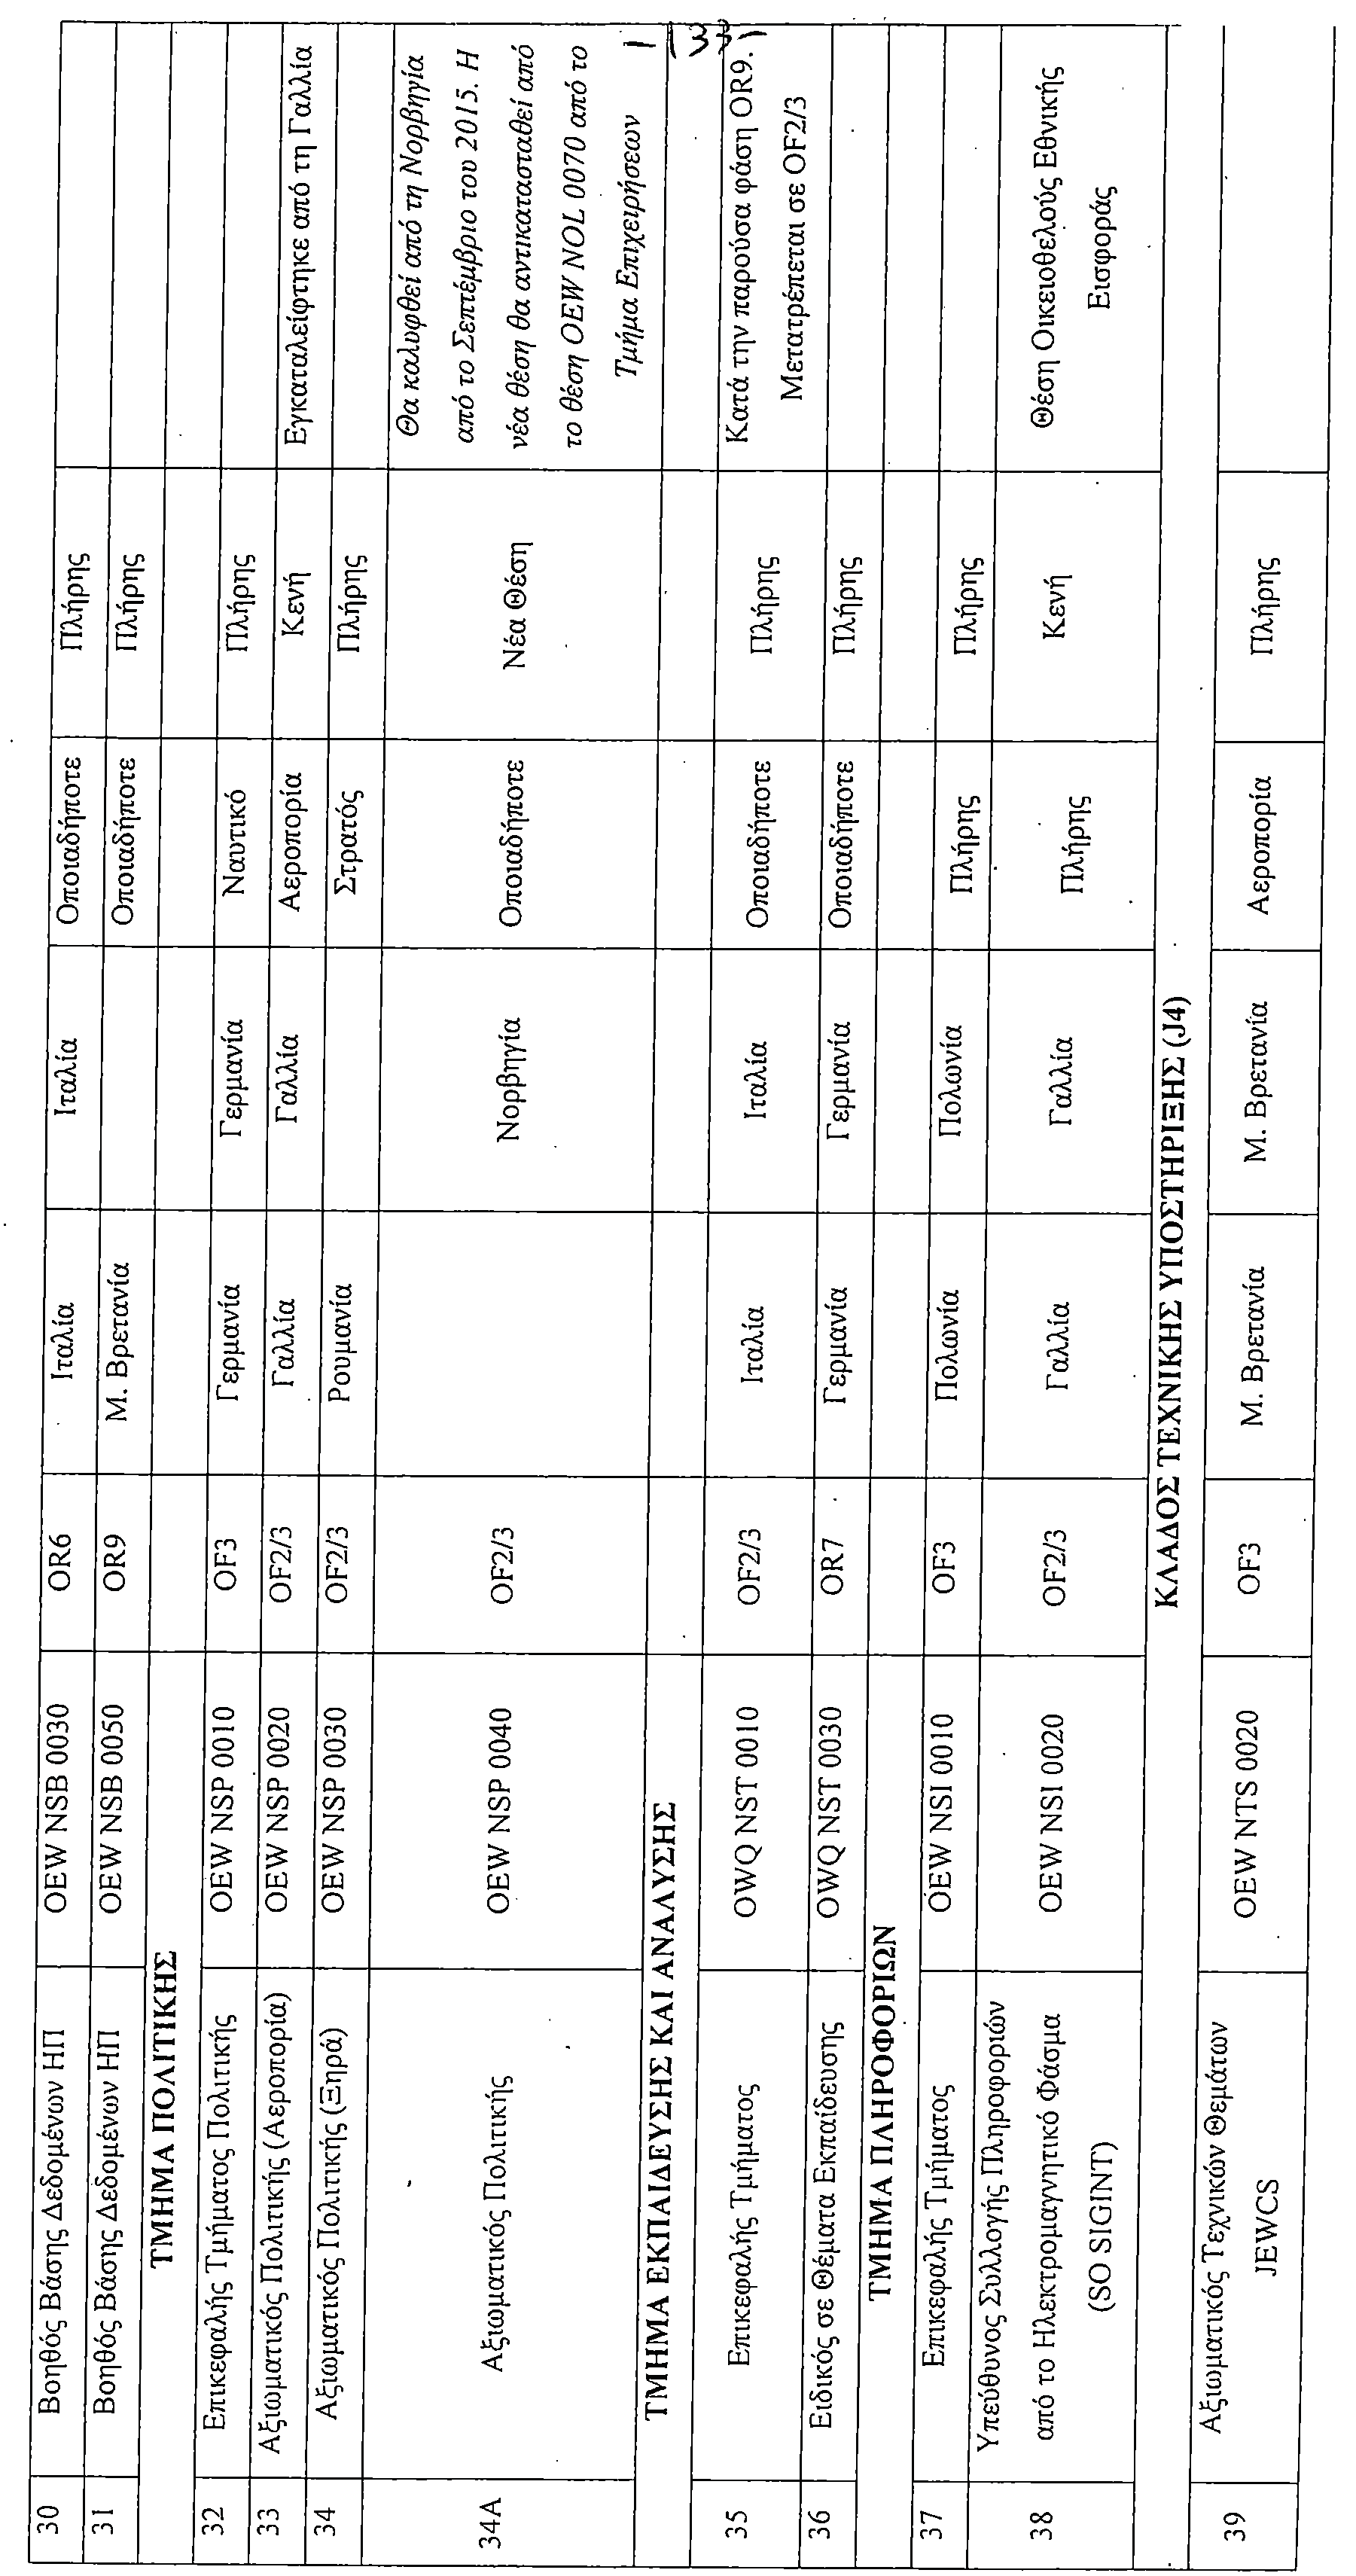 -133-
30 Βοηθός Βάσης Δεδομένων ΗΠ OEW NSB 0030 OR6 Ιταλία Ιταλία Οποιαδήποτε Πλήρης
31 Βοηθός Βάσης Δεδομένων ΗΠ OEW NSB 0050 OR9 Μ. Βρετανία Οποιαδήποτε Πλήρης
ΤΜΗΜΑ ΠΟΛΙΤΙΚΗΣ
32 Επικεφαλής Τμήματος Πολιτικής OEW NSP 0010 OF3 Γερμανία Γερμανία Ναυτικό Πλήρης
33 Αξιωματικός Πολιτικής (Αεροπορία) OEW NSP 0020 OF2/3 Γαλλία Γαλλία Αεροπορία Κενή Εγκαταλείφτηκε από τη Γαλλία
34 Αξιωματικός Πολιτικής (Ξηρά) OEW NSP 0030 OF2/3 Ρουμανία Στρατός Πλήρης
34Α Αξιωματικός Πολιτικής OEW NSP 0040 OF2/3 Νορβηγία Οποιαδήποτε Νέα Θέση Θα καλυφθεί από τη Νορβηγία
από το Σεπτέμβριο του 2015. Η
νέα θέση θα αντικατασταθεί από
το θέση OEW NOL 0070 από το
Τμήμα Επιχειρήσεων
ΤΜΗΜΑ ΕΚΠΑΙΔΕΥΣΗΣ ΚΑΙ ΑΝΑΛΥΣΗΣ
35 Επικεφαλής Τμήματος OWQ NST 0010 OF2/3 Ιταλία Ιταλία Οποιαδήποτε Πλήρης Κατά την παρούσα φάση OR9.
Μετατρέπεται σε OF2/3
36 Ειδικός σε Θέματα Εκπαίδευσης OWQ NST 0030 OR7 Γερμανία Γερμανία Οποιαδήποτε Πλήρης
ΤΜΗΜΑ ΠΛΗΡΟΦΟΡΙΩΝ
37 Επικεφαλής Τμήματος OEW NSI 0010 OF3 Πολωνία Πολωνία Πλήρης Πλήρης
38 Υπεύθυνος Συλλογής Πληροφοριών
από το Ηλεκτρομαγνητικό Φάσμα
(SO SIGINT) OEW NSI 0020 OF2/3 Γαλλία Γαλλία Πλήρης Κενή Θέση Οικειοθελούς Εθνικής
Εισφοράς
ΚΛΑΔΟΣ ΤΕΧΝΙΚΗΣ ΥΠΟΣΤΗΡΙΞΗΣ (J4)
39 Αξιωματικός Τεχνικών Θεμάτων
JEWCS OEW NTS 0020 OF3 Μ. Βρετανία Μ. Βρετανία Αεροπορία Πλήρης